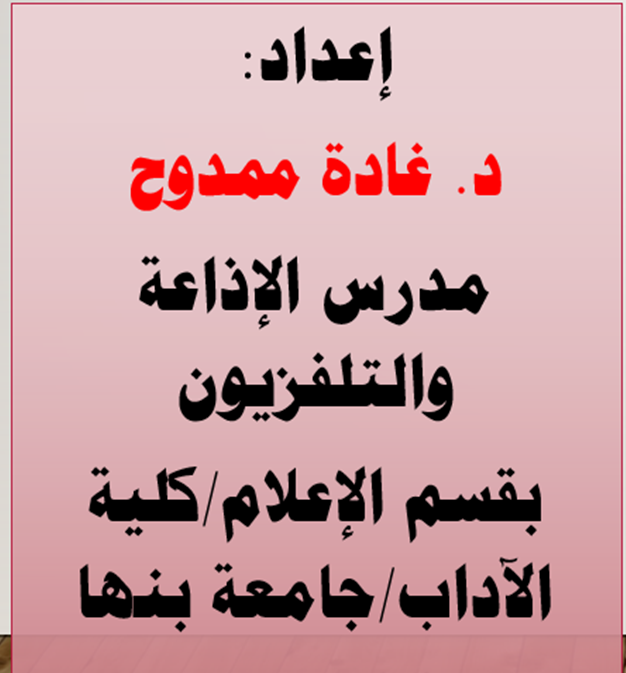 إعداد:
د. غادة ممدوح
مدرس الإذاعة
والتلفزيون
بقسم الإعلام/كلية
الآداب/جامعة بنها